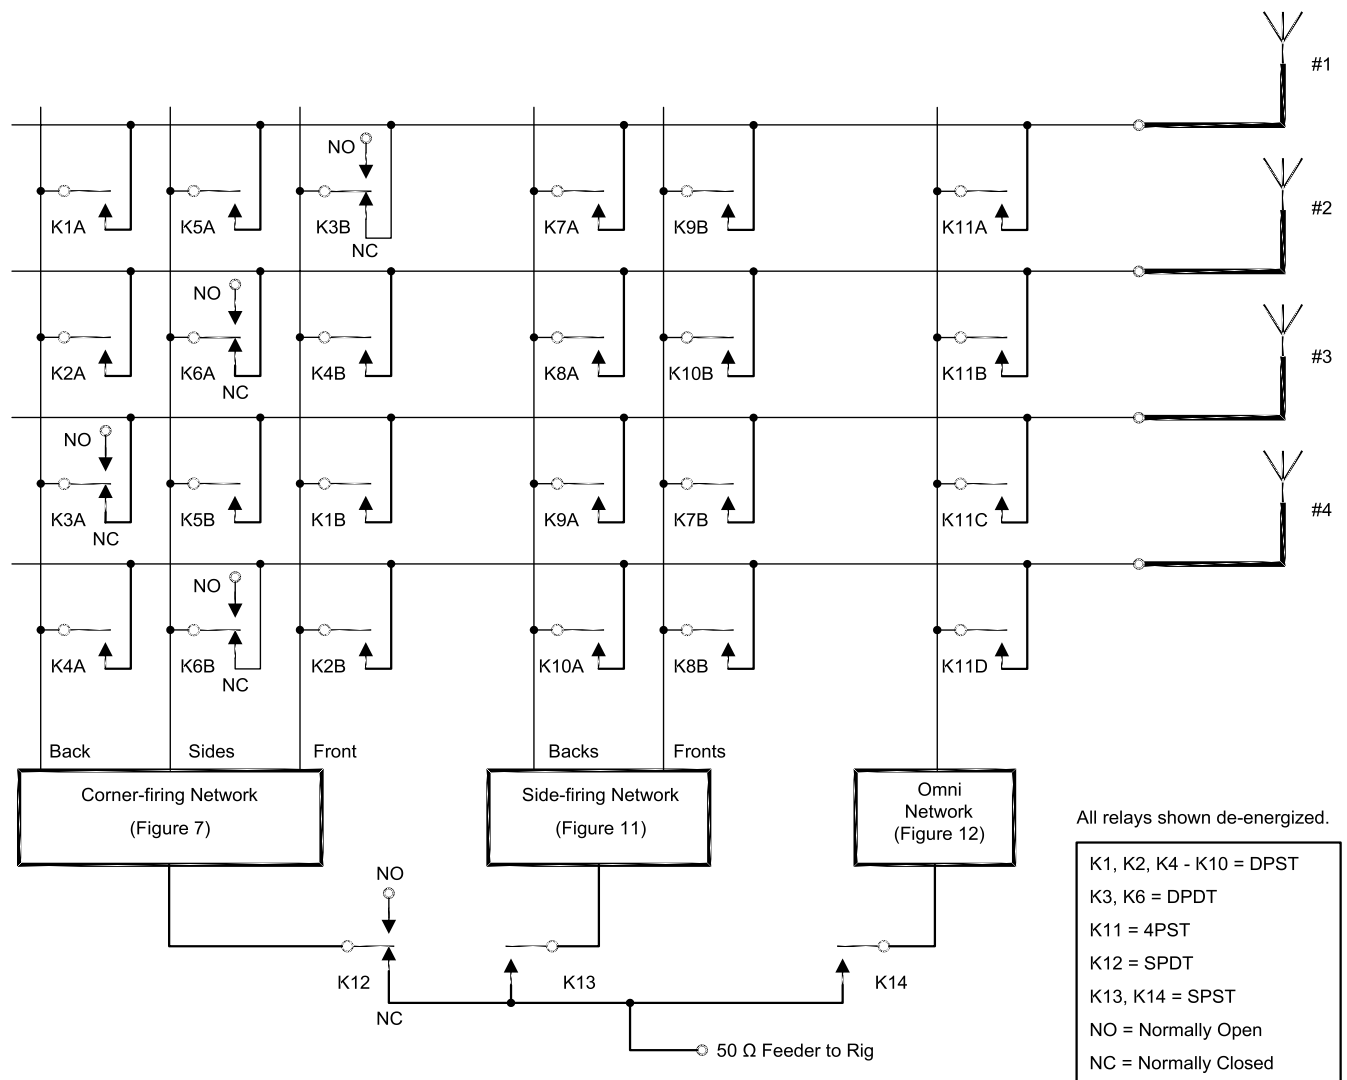 #1
NO
K1A
K5A
K3B
K7A
K9B
K11A
NC
#2
NO
K2A
K6A
K4B
K8A
K10B
K11B
NC
#3
NO
K3A
K5B
K1B
K9A
K7B
K11C
NC
#4
NO
K4A
K6B
K2B
K10A
K8B
K11D
NC
Back
Sides
Front
Backs
Fronts
Corner-firing Network
(Figure 7)
Side-firing Network
(Figure 11)
Omni
Network
(Figure 12)
NO
K12
K13
K14
NC
50 Ω Feeder to Rig
All relays shown de-energized.
K1, K2, K4 - K10 = DPST
K3, K6 = DPDT
K11 = 4PST
K12 = SPDT
K13, K14 = SPST
NO = Normally Open
NC = Normally Closed